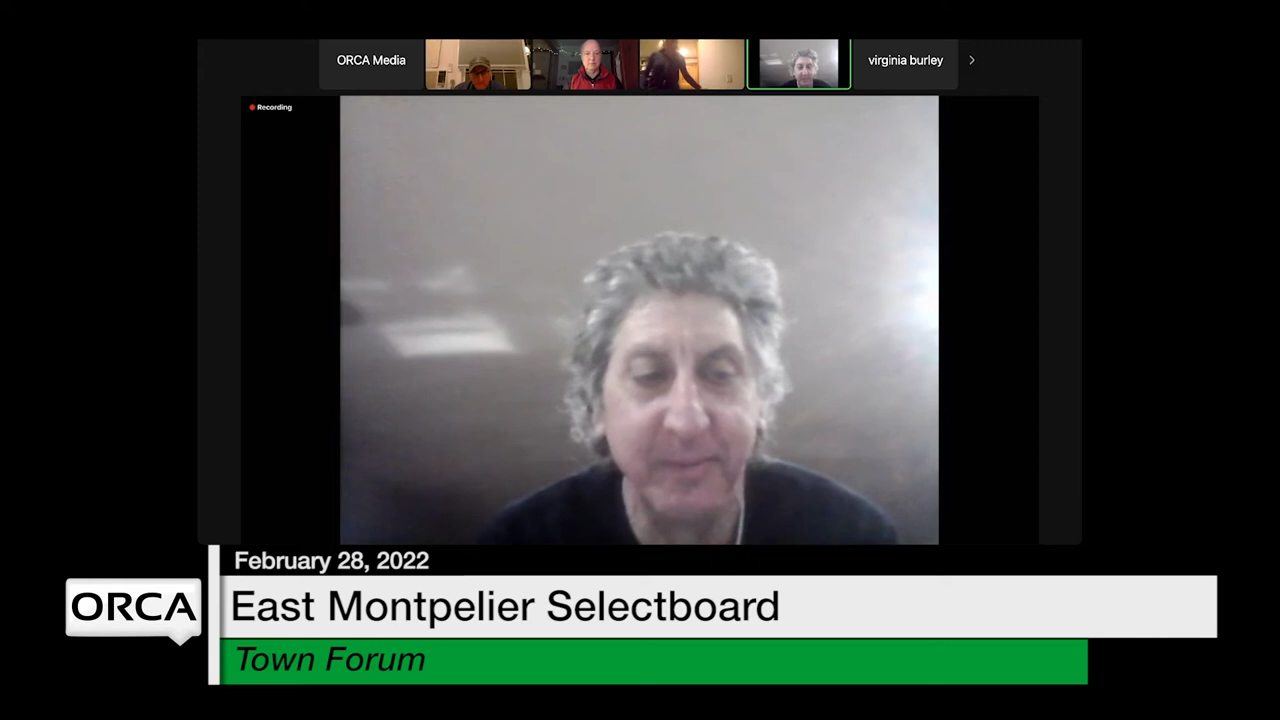 ORCA Media
virginia burley
Recording
February 28, 2022
ORCA
East Montpelier Selectboard
Town Forum